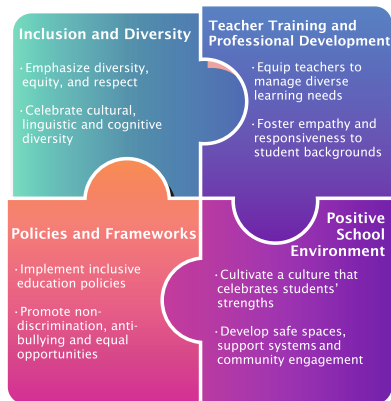 Inclusion and Diversity
· Emphasize diversity,
equity, and respect
· Celebrate cultural,
linguistic and cognitive
diversity
Teacher Training and
Professional Development
· Equip teachers to
manage diverse
learning needs
· Foster empathy and
responsiveness to
student backgrounds
Policies and Frameworks
· Implement inclusive
education policies
· Promote non-
discrimination, anti-
bullying and equal
opportunities
Positive
School
Environment
· Cultivate a culture that
celebrates students’
strengths
· Develop safe spaces,
support systems and
community engagement